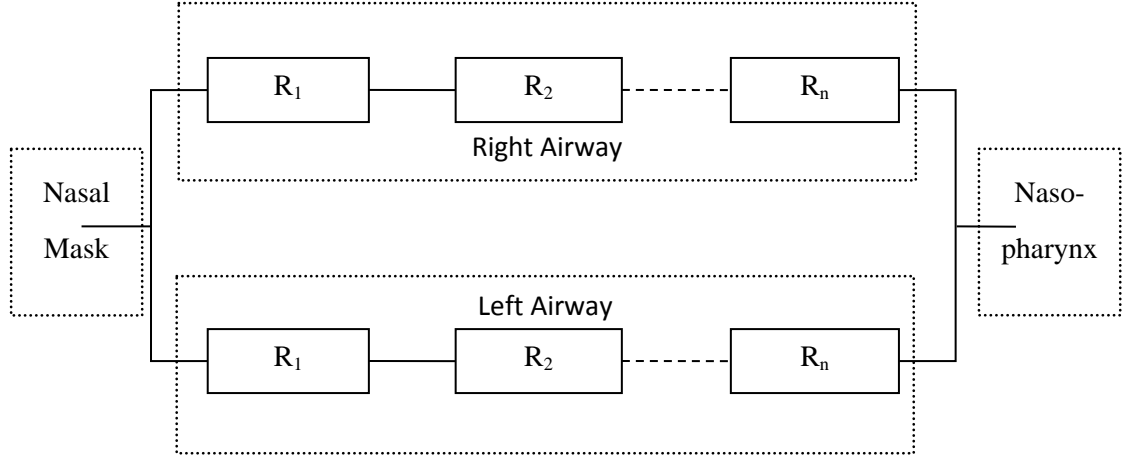 R₁ R₂ Rₙ
Right Airway
Nasal
Mask
Naso-
pharynx
Left Airway
R₁ R₂ Rₙ